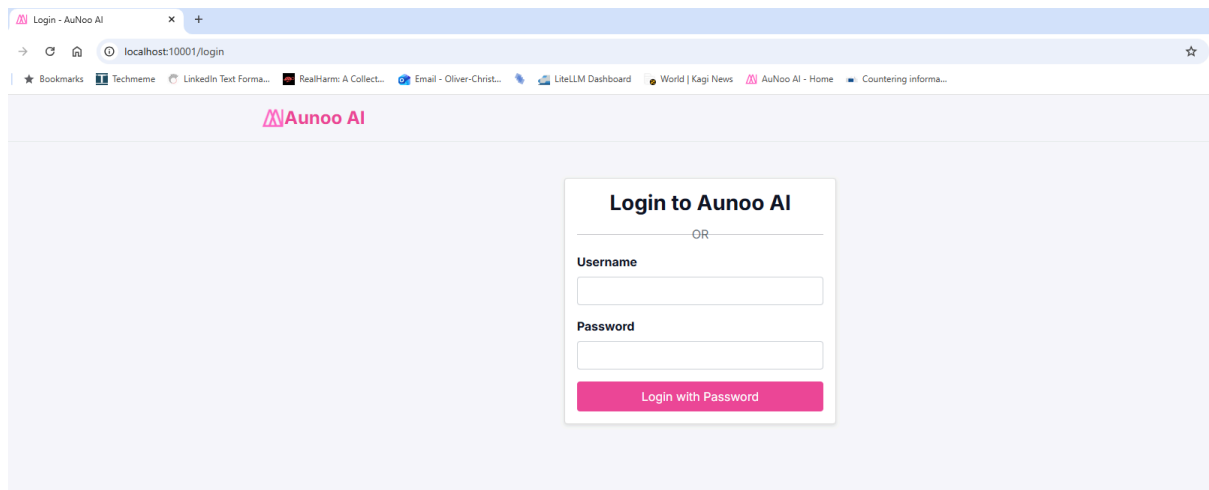 Login - AuNoo AI
localhost:10001/login
Bookmarks Techmeme LinkedIn Text Forma... RealHarm: A Collect... Email - Oliver-Christ... LiteLLM Dashboard World | Kagi News AuNoo AI - Home Countering informa...
Aunoo AI
Login to Aunoo AI
OR
Username
Password
Login with Password